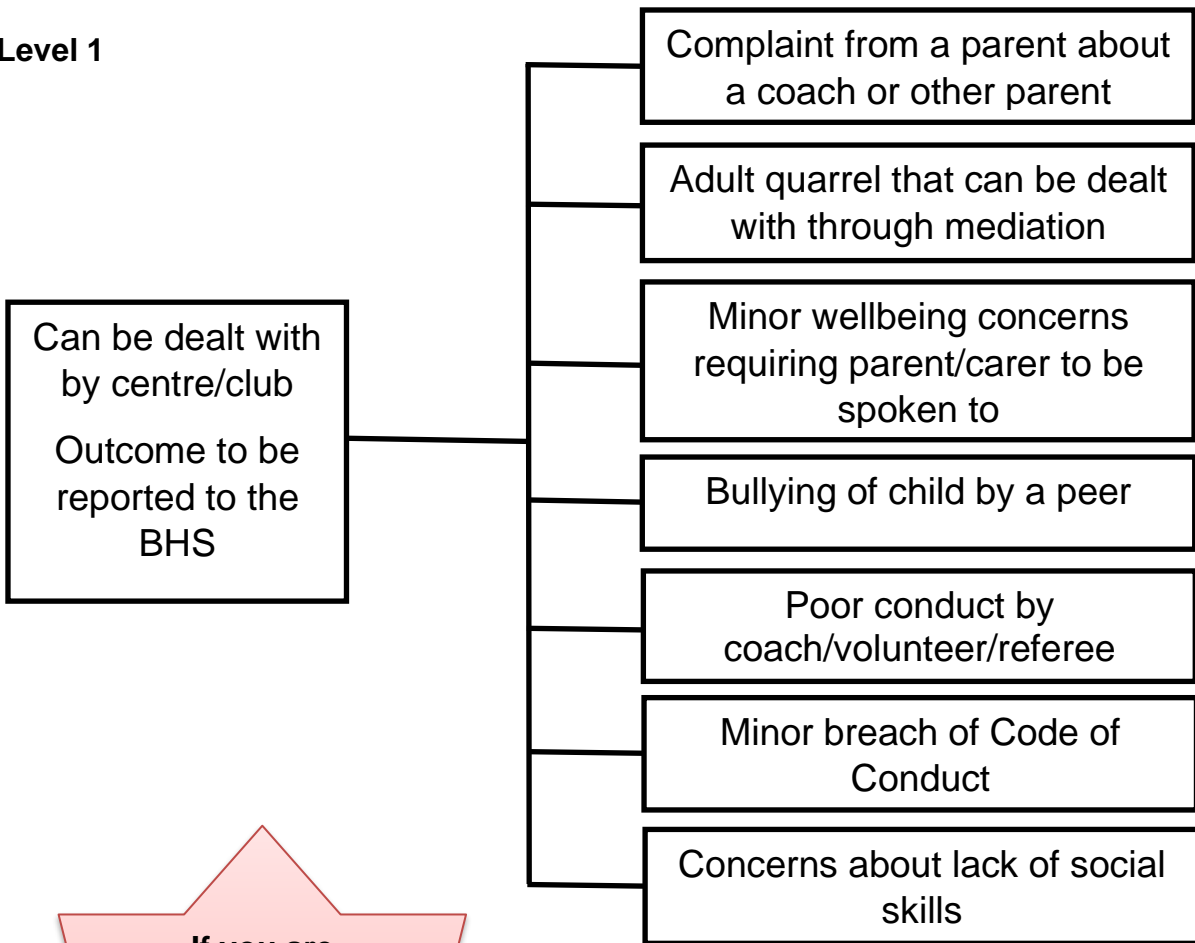 Level 1
Complaint from a parent about
a coach or other parent
Adult quarrel that can be dealt
with through mediation
Minor wellbeing concerns
requiring parent/carer to be
spoken to
Bullying of child by a peer
Poor conduct by
coach/volunteer/referee
Minor breach of Code of
Conduct
Concerns about lack of social
skills
Can be dealt with
by centre/club
Outcome to be
reported to the
BHS
If you are